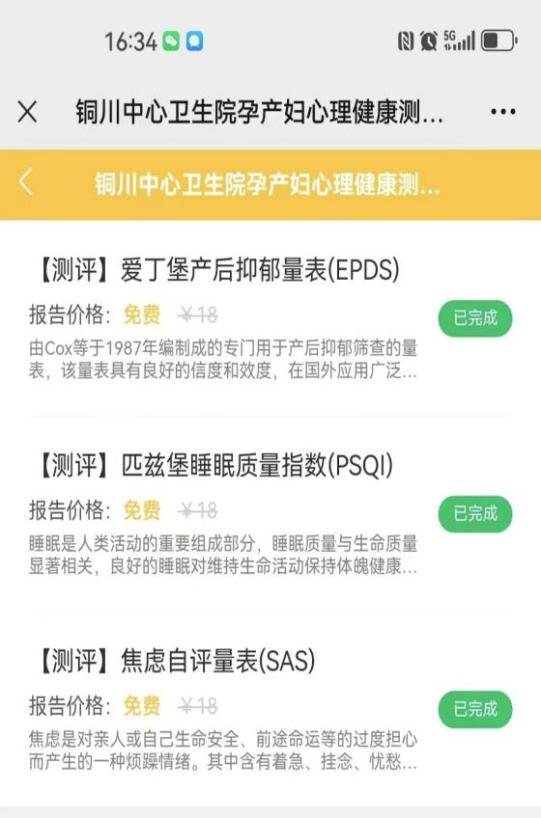 16:34
5G
铜川中心卫生院孕产妇心理健康测...
铜川中心卫生院孕产妇心理健康测...
【测评】爱丁堡产后抑郁量表(EPDS)
报告价格：免费 ￥18
已完成
由Cox等于1987年编制成的专门用于产后抑郁筛查的量
表，该量表具有良好的信度和效度，在国外应用广泛...
【测评】匹兹堡睡眠质量指数(PSQI)
报告价格：免费 ￥18
已完成
睡眠是人类活动的重要组成部分，睡眠质量与生命质量
显著相关，良好的睡眠对维持生命活动保持体魄健康...
【测评】焦虑自评量表(SAS)
报告价格：免费 ￥18
已完成
焦虑是对亲人或自己生命安全、前途命运等的过度担心
而产生的一种烦躁情绪。其中含有着急、挂念、忧愁...